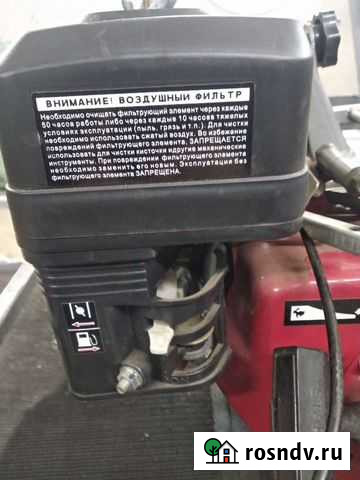 ВНИМАНИЕ! ВОЗДУШНЫЙ ФИЛЬТР
Необходимо очищать фильтрующий элемент через каждые
50 часов работы либо через каждые 10 часов тяжелых
условиях эксплуатации (пыль, грязь и т.п.). Для чистки
необходимо использовать сжатый воздух. Во избежание
повреждений фильтрующего элемента, ЗАПРЕЩАЕТСЯ
использовать для чистки кисточки идругие механические
инструменты. При повреждении фильтрующего элемента
необходимо заменить его новым. Эксплуатация без
фильтрующего элемента ЗАПРЕЩЕНА.
rosndv.ru